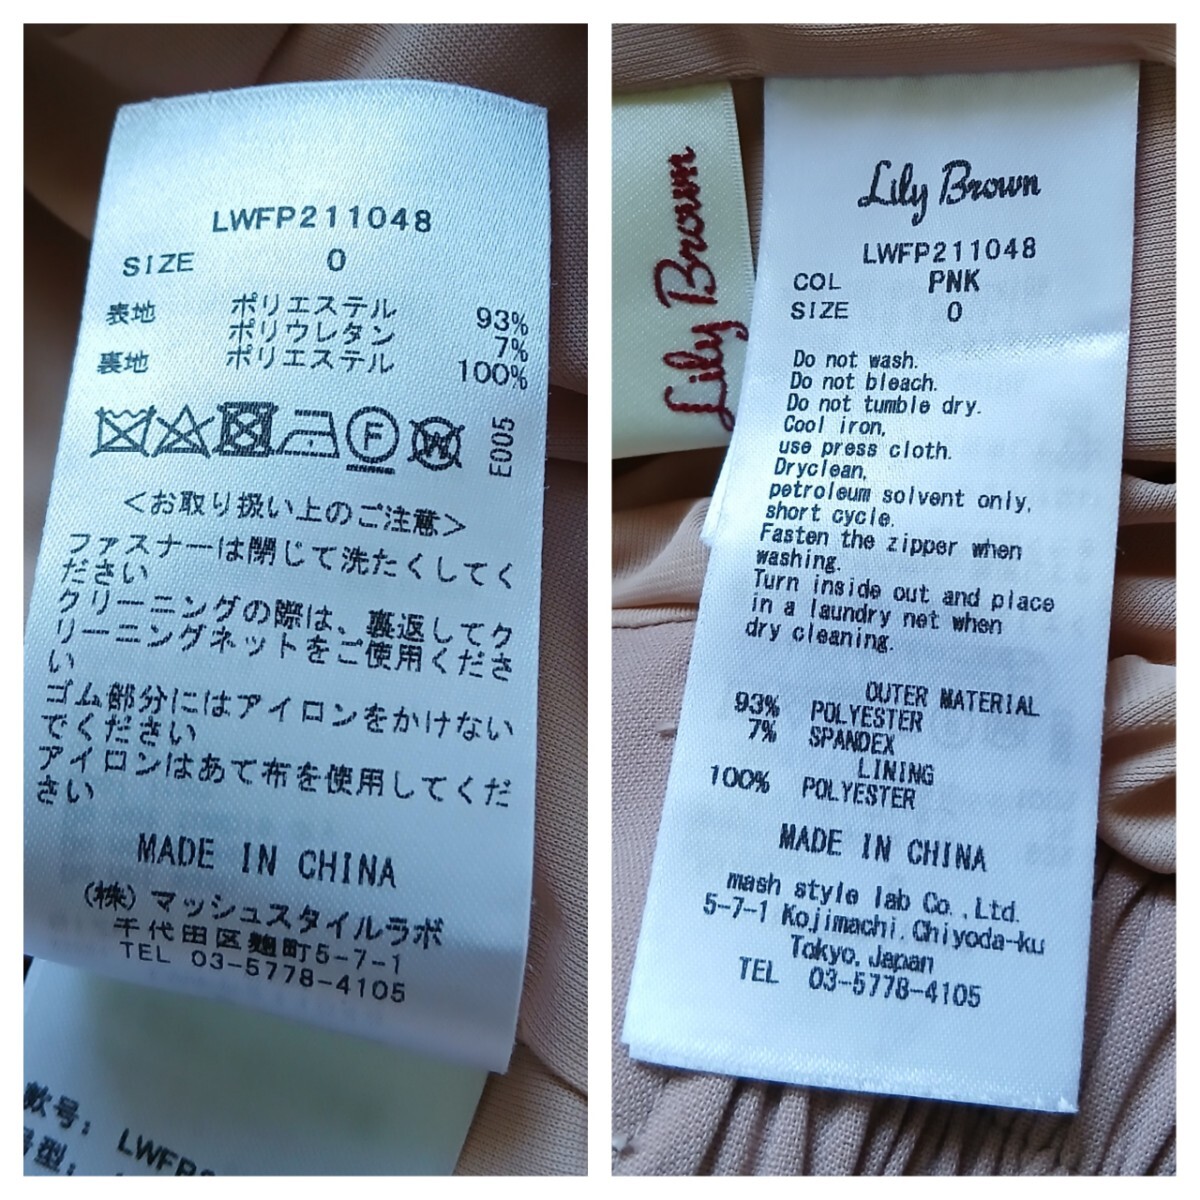 LWFP211048
SIZE 0
表地 ポリエステル 93%
ポリウレタン 7%
裏地 ポリエステル 100%
F W E005
<お取り扱い上のご注意>
ファスナーは閉じて洗たくしてく
ださい
クリーニングの際は、裏返してク
リーニングネットをご使用くださ
い
ゴム部分にはアイロンをかけない
でください
アイロンはあて布を使用してくだ
さい
MADE IN CHINA
(株)マッシュスタイルラボ
千代田区麹町5-7-1
TEL 03-5778-4105
款号: LWFP
号型:
Lily Brown
Lily Brown
LWFP211048
COL PNK
SIZE 0
Do not wash.
Do not bleach.
Do not tumble dry.
Cool iron,
use press cloth.
Dryclean,
petroleum solvent only,
short cycle.
Fasten the zipper when
washing.
Turn inside out and place
in a laundry net when
dry cleaning.
OUTER MATERIAL
93% POLYESTER
7% SPANDEX
LINING
100% POLYESTER
MADE IN CHINA
mash style lab Co.,Ltd.
5-7-1 Kojimachi,Chiyoda-ku
Tokyo,Japan
TEL 03-5778-4105